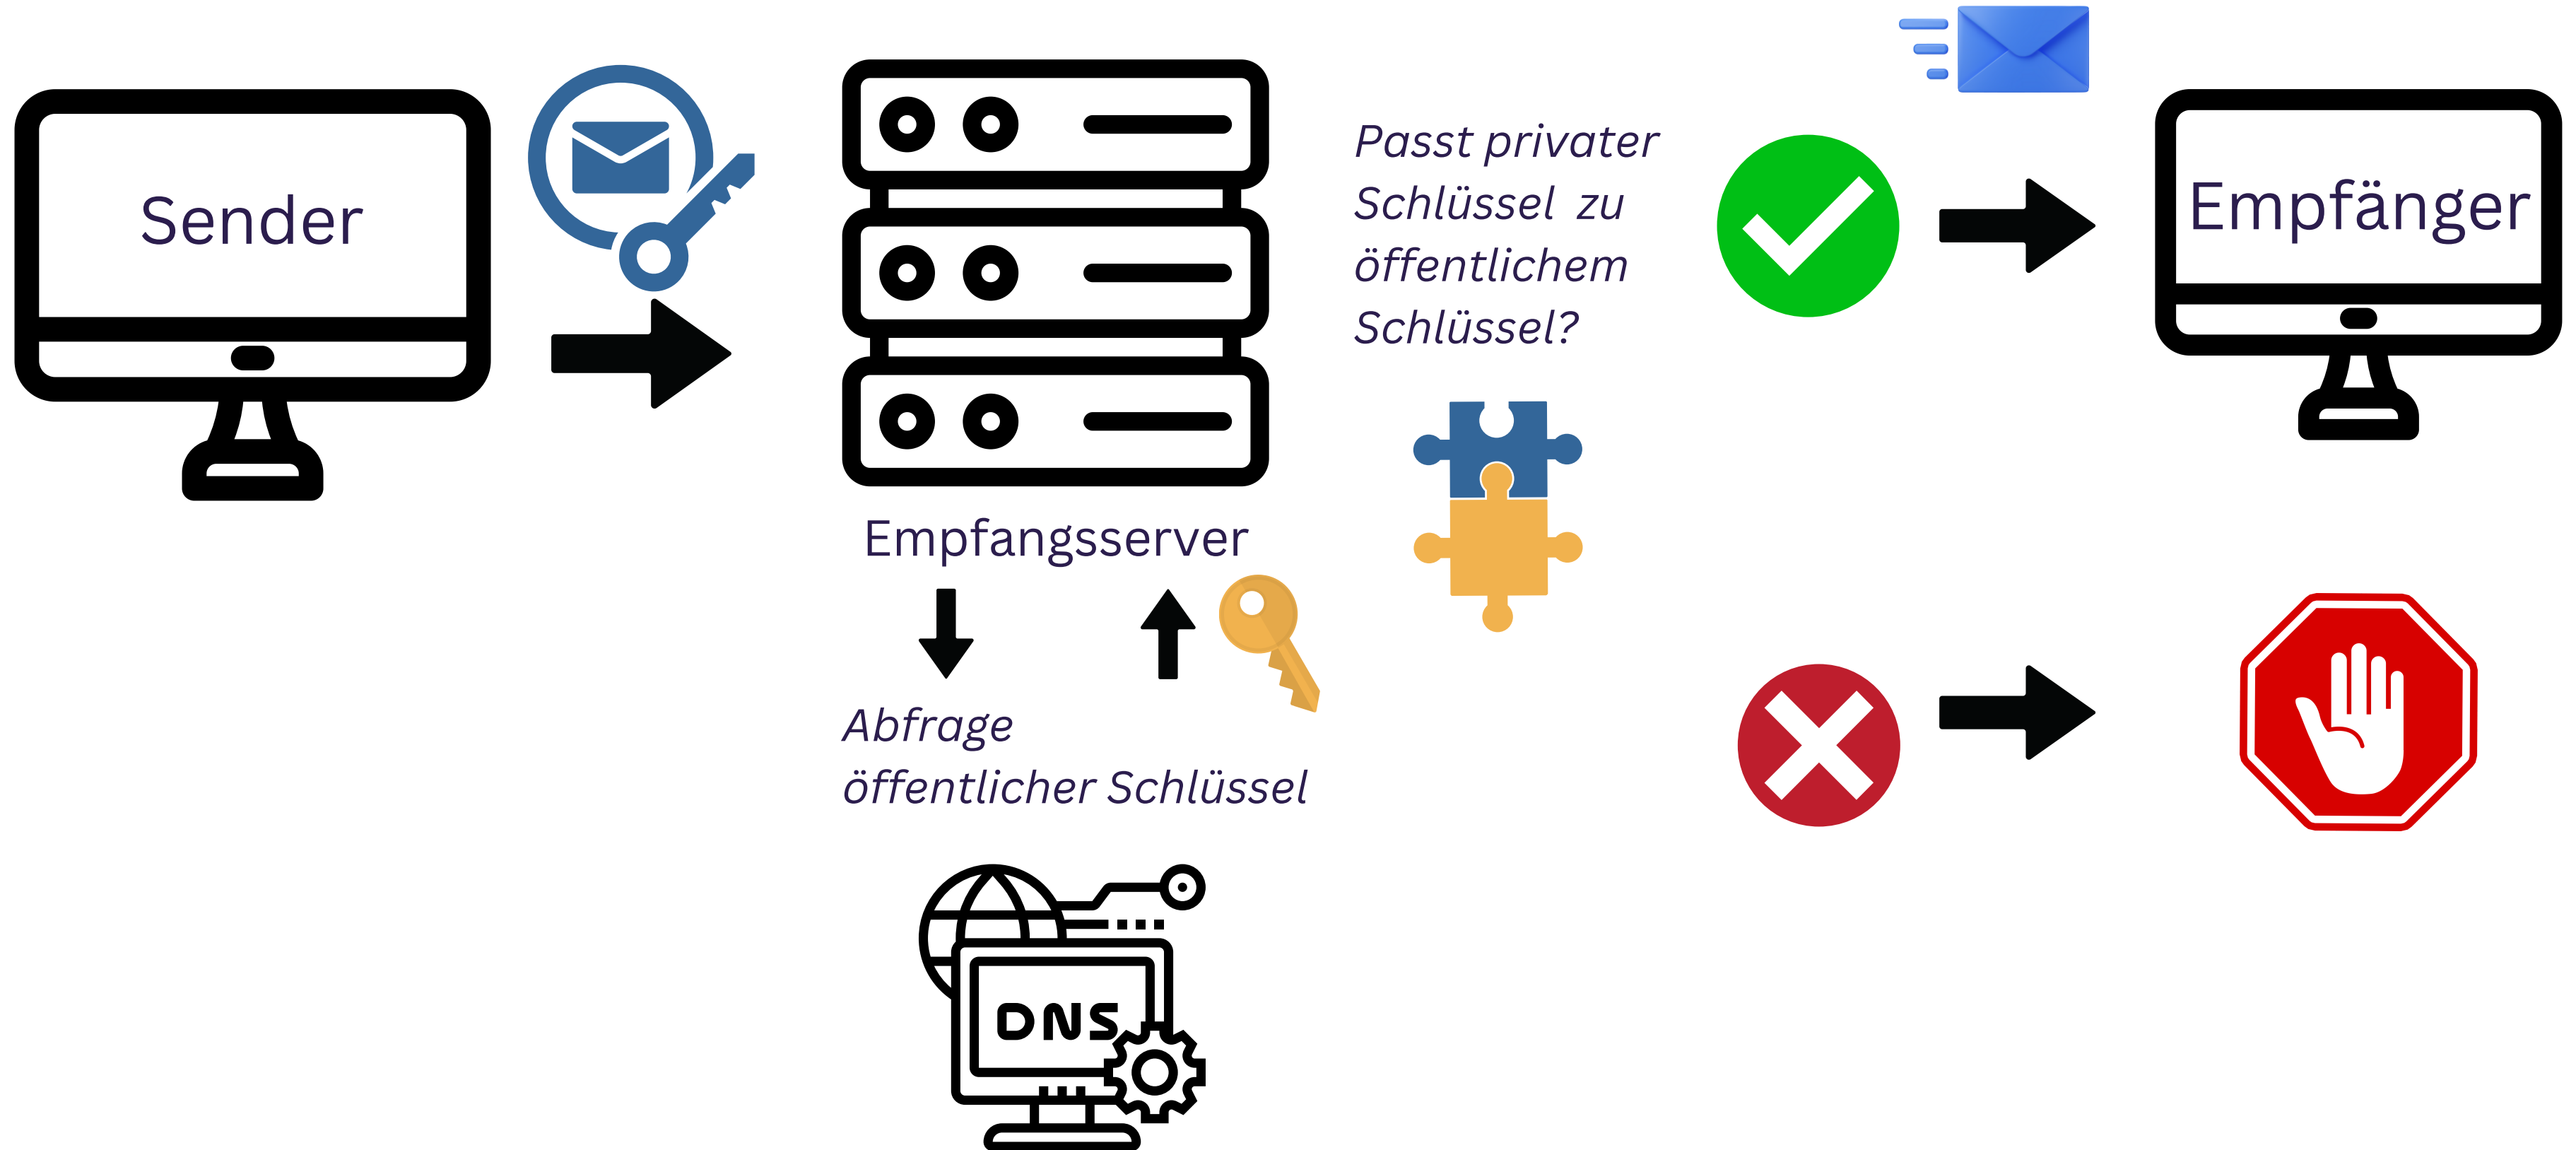 Sender
Empfangsserver
Abfrage
öffentlicher Schlüssel
DNS
Passt privater
Schlüssel zu
öffentlichem
Schlüssel?
Empfänger